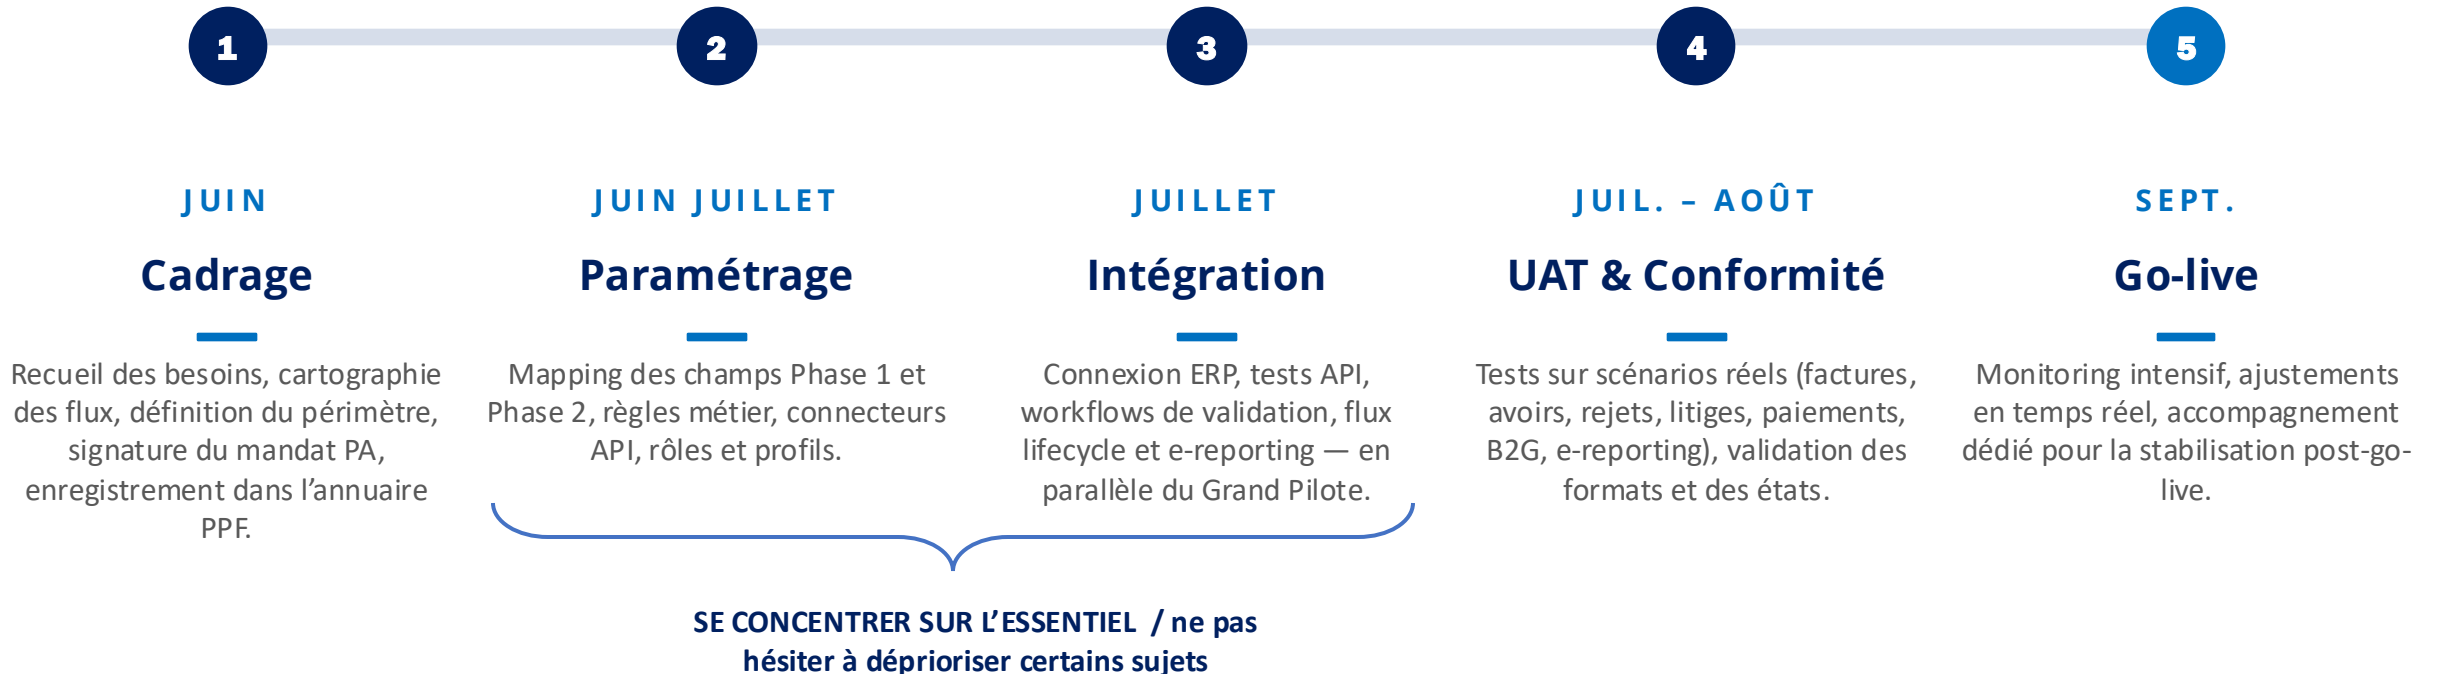 1
2
3
4
5
JUIN
Cadrage
Recueil des besoins, cartographie
des flux, définition du périmètre,
signature du mandat PA,
enregistrement dans l’annuaire
PPF.
JUIN JUILLET
Paramétrage
Mapping des champs Phase 1 et
Phase 2, règles métier, connecteurs
API, rôles et profils.
JUILLET
Intégration
Connexion ERP, tests API,
workflows de validation, flux
lifecycle et e-reporting — en
parallèle du Grand Pilote.
JUIL. – AOÛT
UAT & Conformité
Tests sur scénarios réels (factures,
avoirs, rejets, litiges, paiements,
B2G, e-reporting), validation des
formats et des états.
SEPT.
Go-live
Monitoring intensif, ajustements
en temps réel, accompagnement
dédié pour la stabilisation post-go-
live.
SE CONCENTRER SUR L’ESSENTIEL / ne pas
hésiter à déprioriser certains sujets